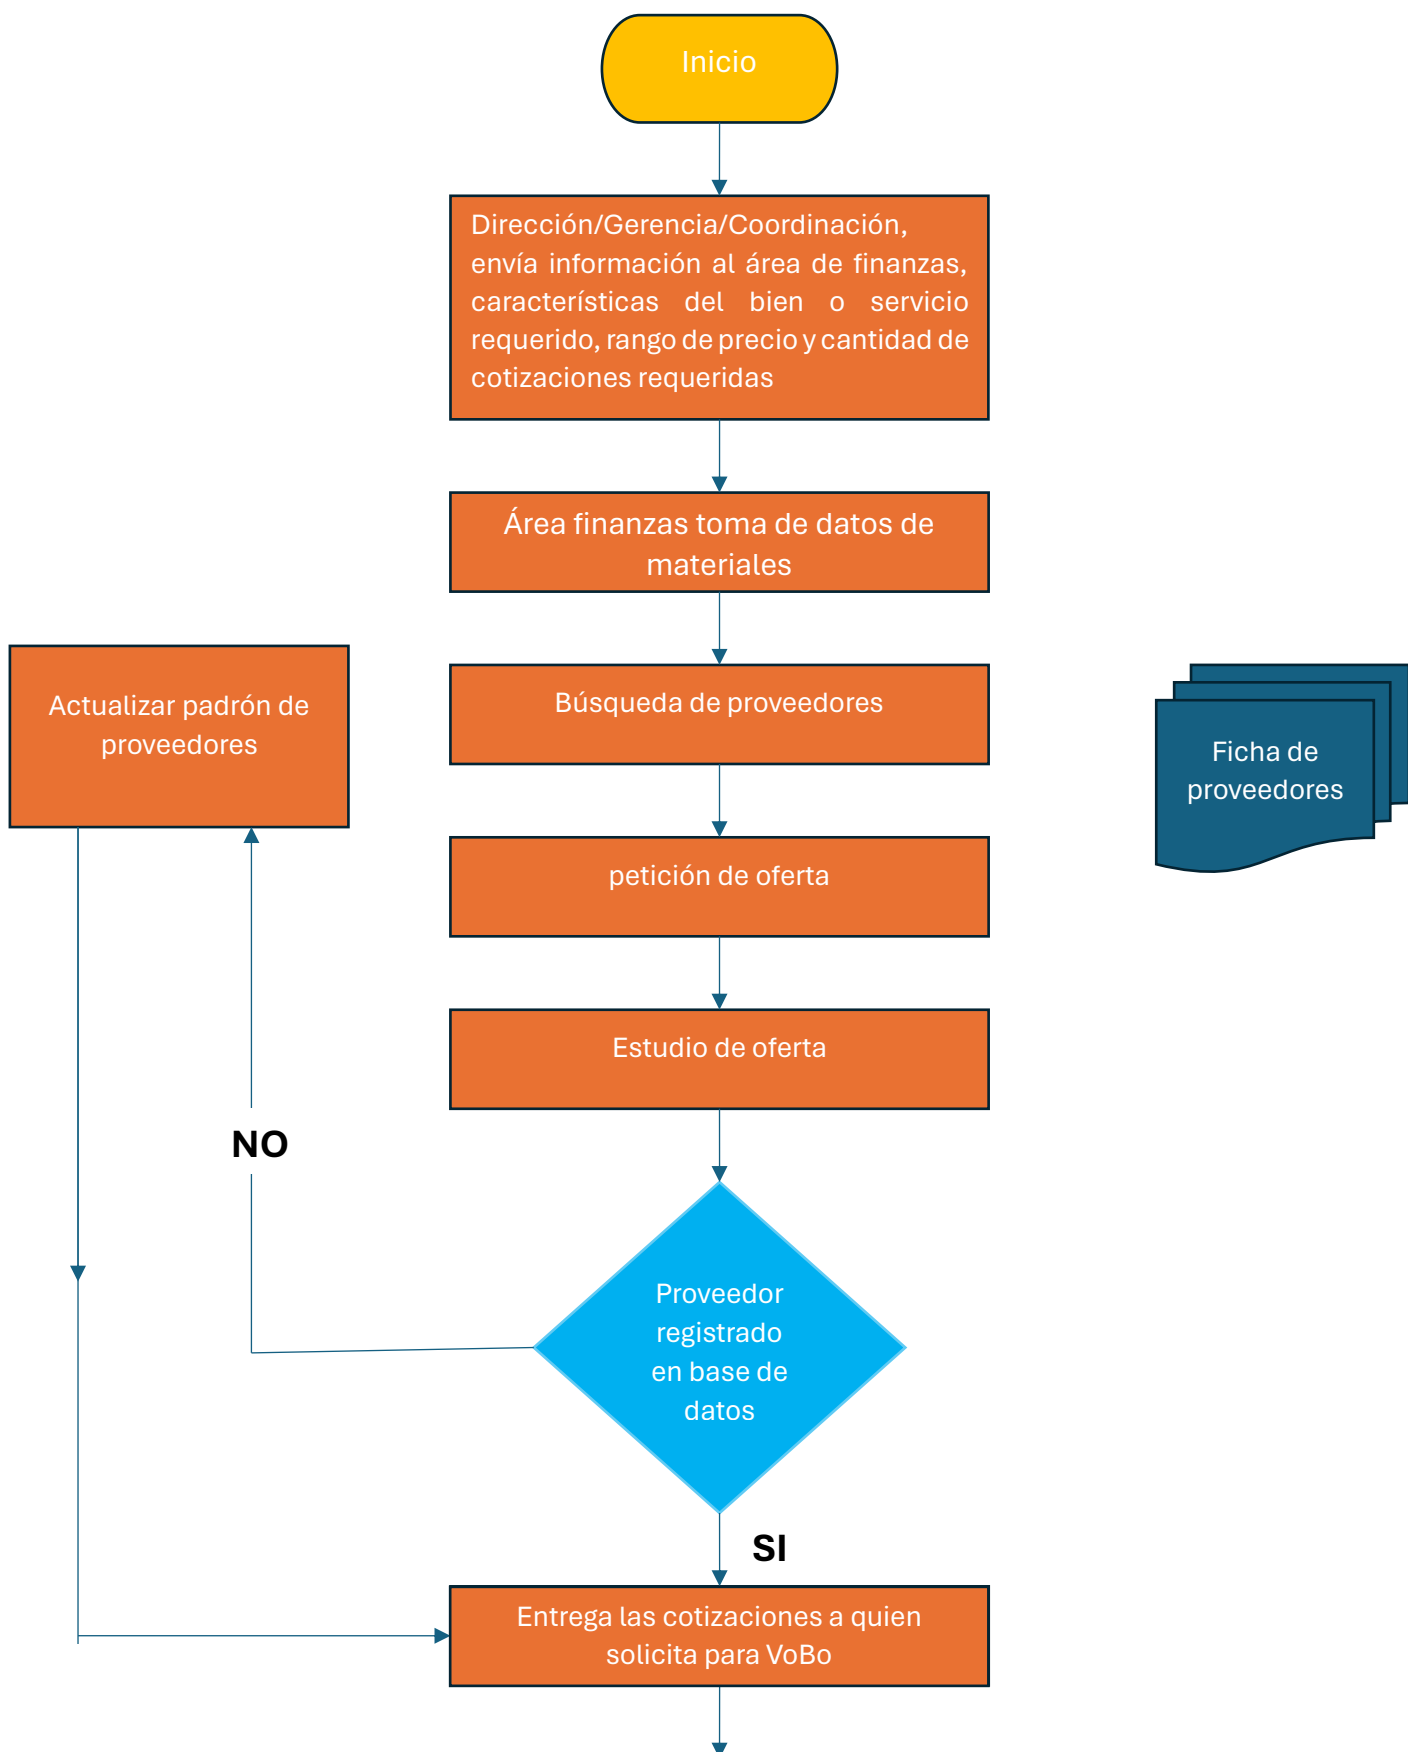 Inicio
Dirección/Gerencia/Coordinación,
envía información al área de finanzas,
características del bien o servicio
requerido, rango de precio y cantidad de
cotizaciones requeridas
Área finanzas toma de datos de
materiales
Actualizar padrón de
proveedores
Búsqueda de proveedores
Ficha de
proveedores
petición de oferta
Estudio de oferta
NO
Proveedor
registrado
en base de
datos
SI
Entrega las cotizaciones a quien
solicita para VoBo